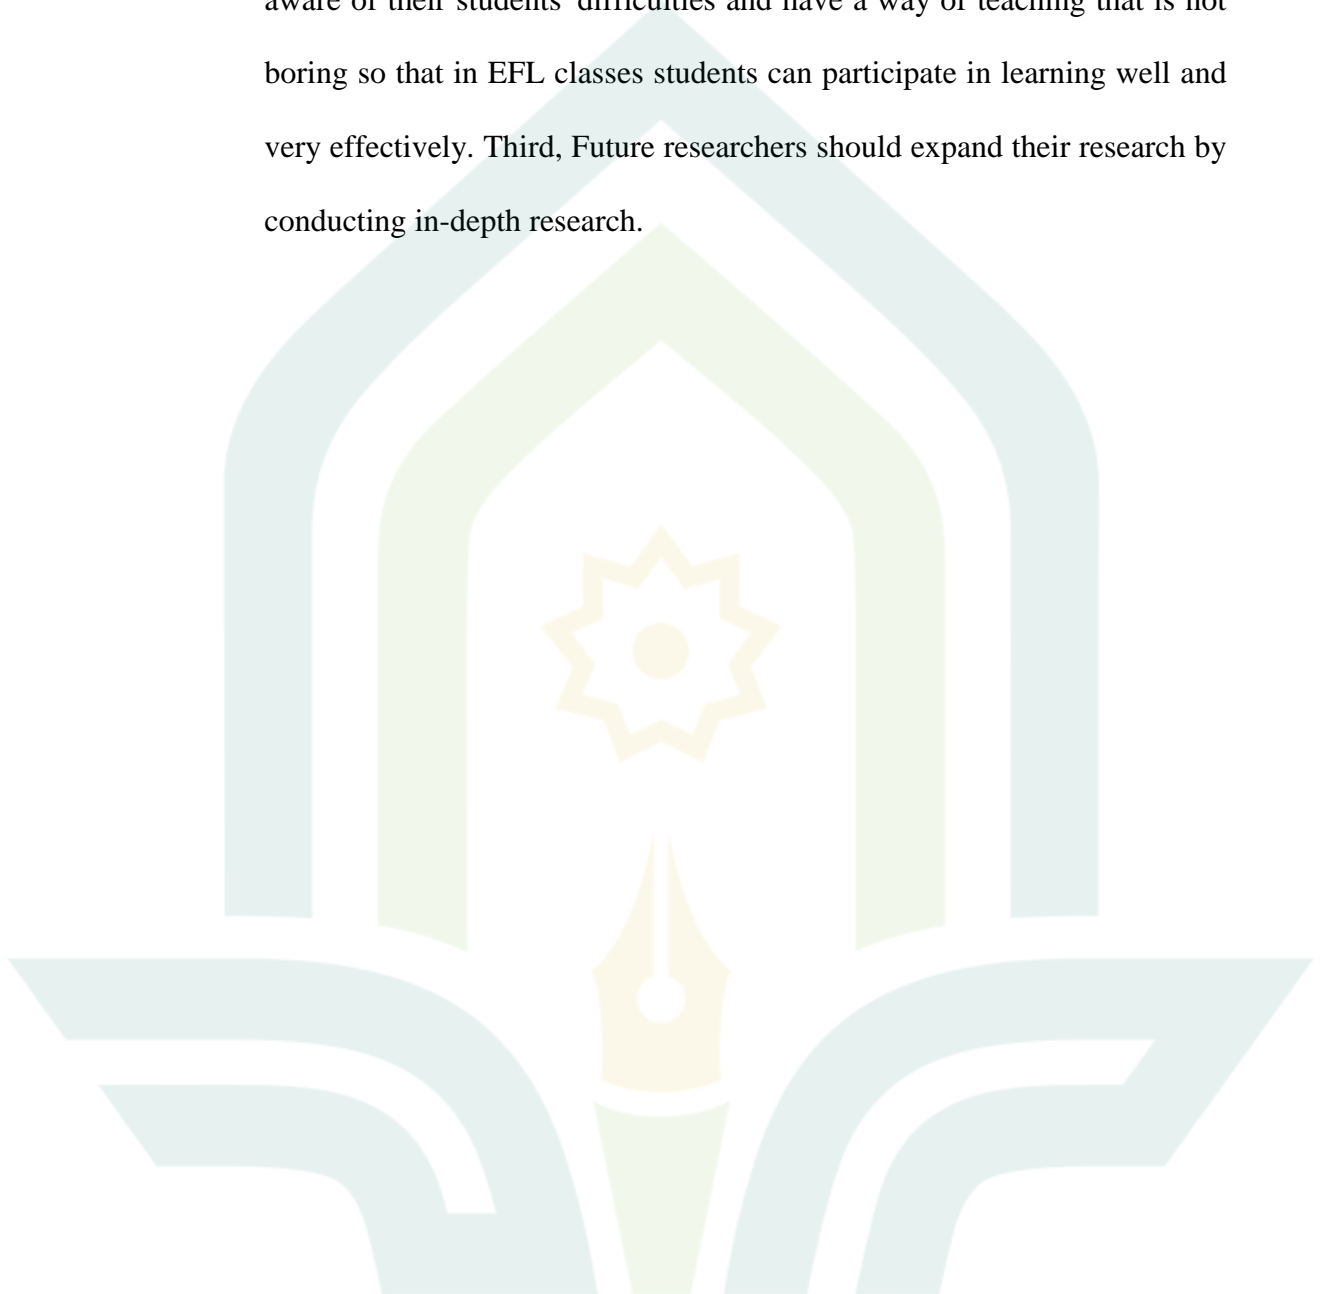 aware of their students' difficulties and have a way of teaching that is not
boring so that in EFL classes students can participate in learning well and
very effectively. Third, Future researchers should expand their research by
conducting in-depth research.